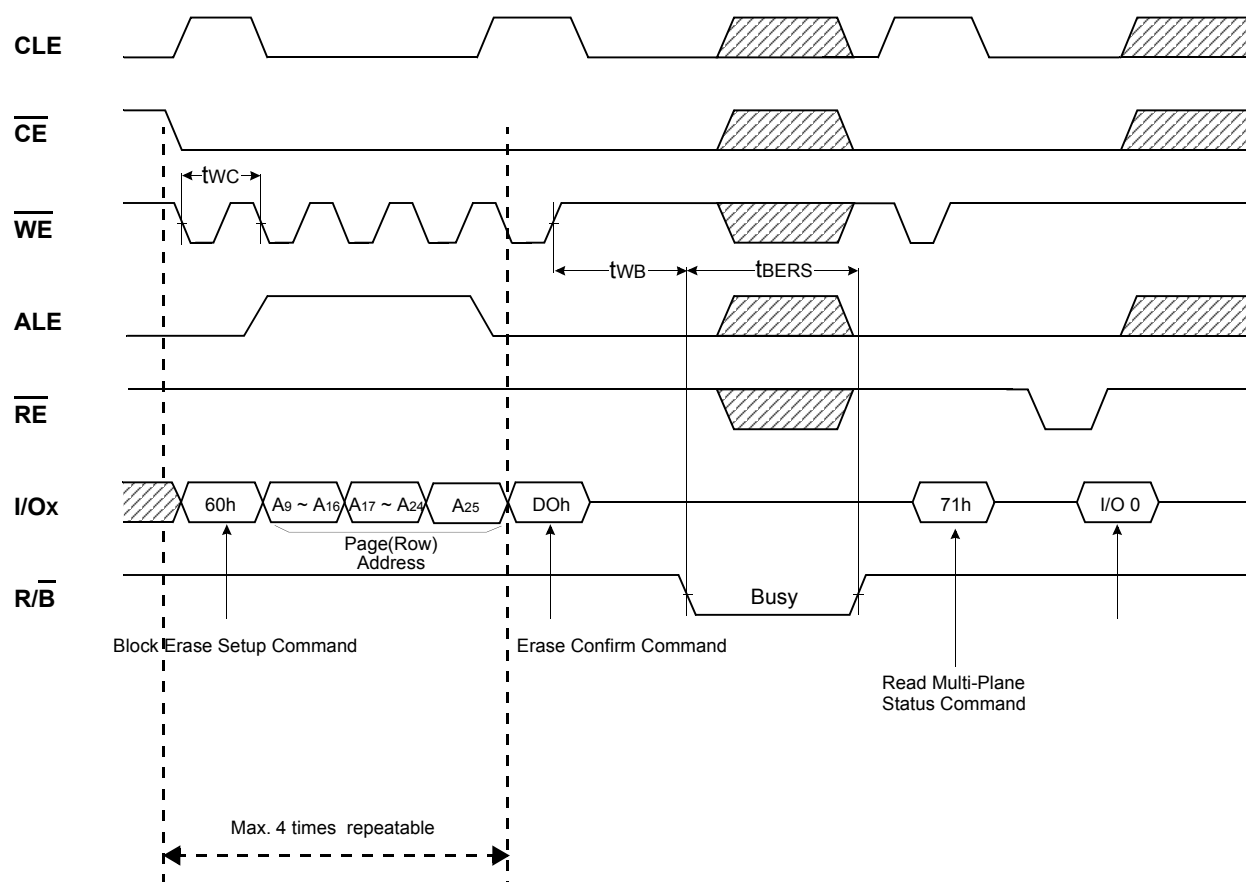 CLE
CE
tWC
WE
tWB
tBERS
ALE
RE
I/Ox
60h
A9 ~ A16
A17 ~ A24
A25
DOh
71h
I/O 0
Page(Row)
Address
R/B
Busy
Block Erase Setup Command
Erase Confirm Command
Read Multi-Plane
Status Command
Max. 4 times repeatable